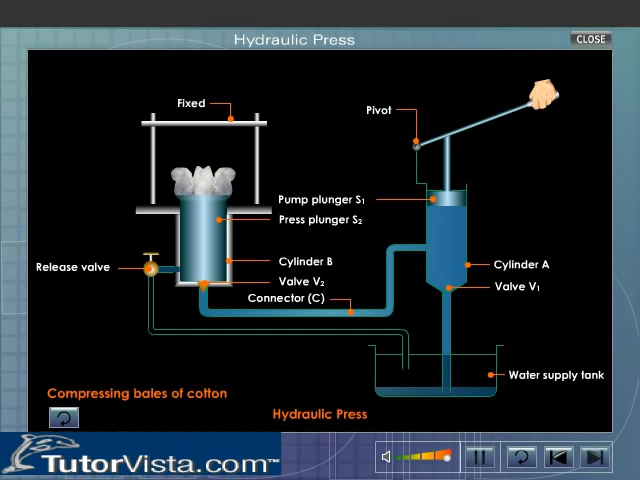 Hydraulic Press
CLOSE
Fixed
Pivot
Pump plunger S₁
Press plunger S₂
Cylinder B
Cylinder A
Release valve
Valve V₂
Valve V₁
Connector (C)
Water supply tank
Compressing bales of cotton
Hydraulic Press
TutorVista.com™